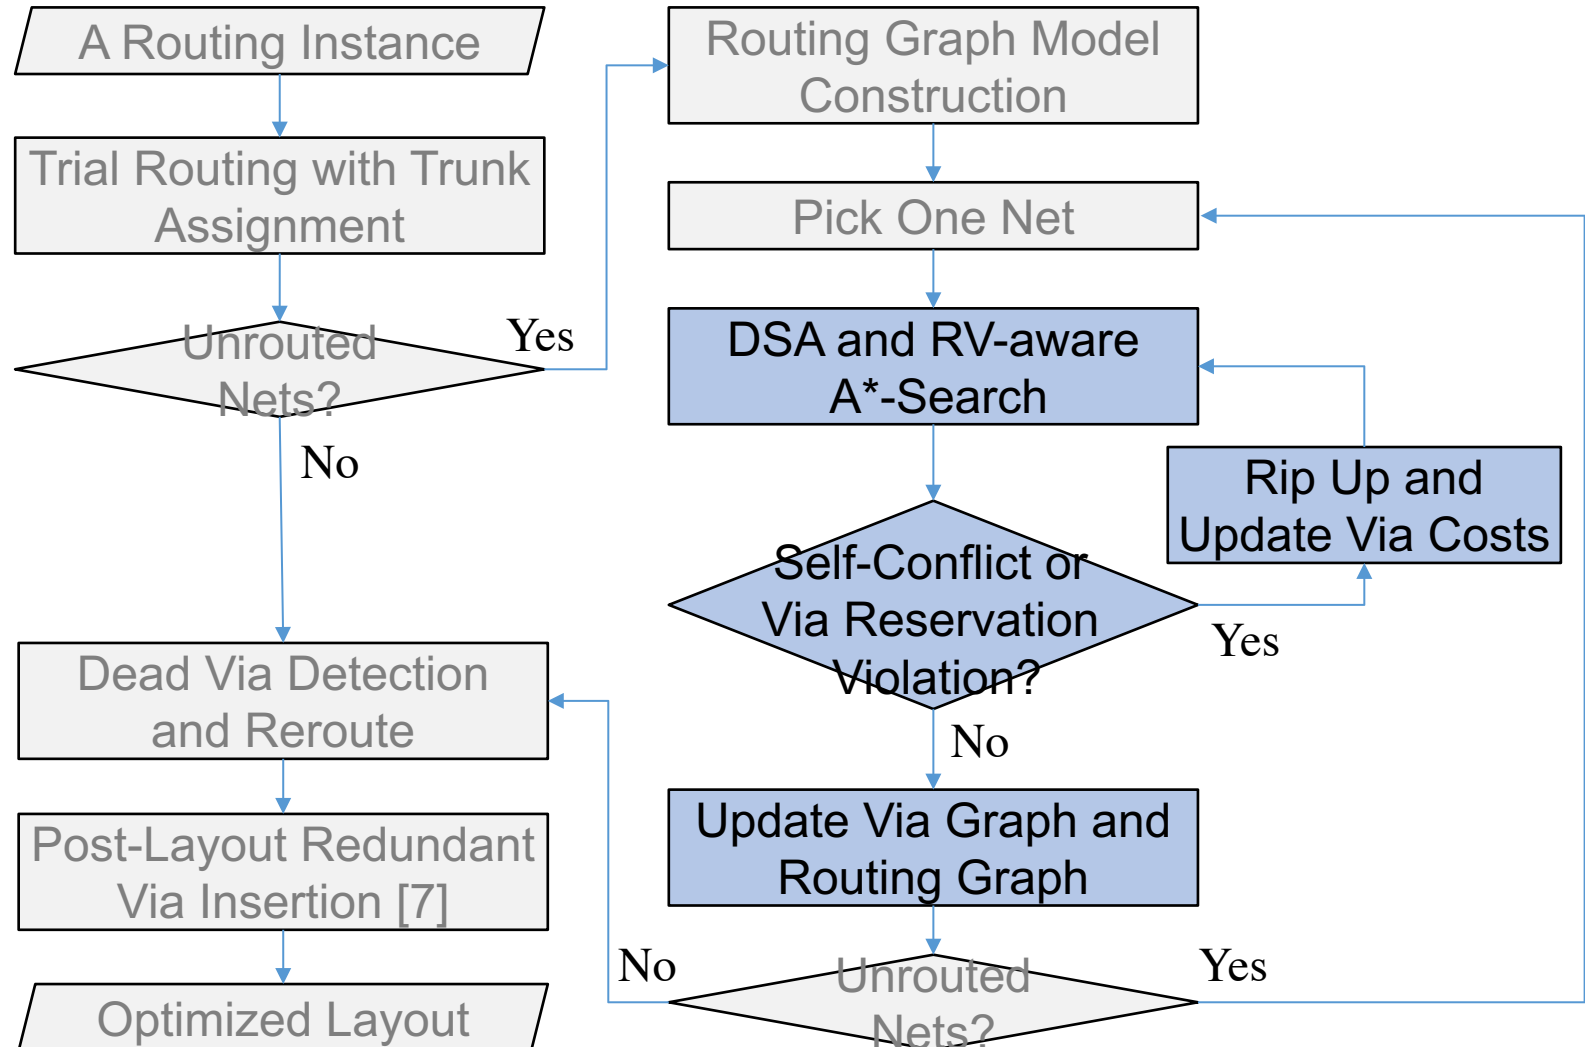 A Routing Instance
Trial Routing with Trunk
Assignment
Unrouted
Nets?
Yes
No
Dead Via Detection
and Reroute
Post-Layout Redundant
Via Insertion [7]
Optimized Layout
Routing Graph Model
Construction
Pick One Net
DSA and RV-aware
A*-Search
Self-Conflict or
Via Reservation
Violation?
Yes
Rip Up and
Update Via Costs
No
Update Via Graph and
Routing Graph
Unrouted
Nets?
No
Yes